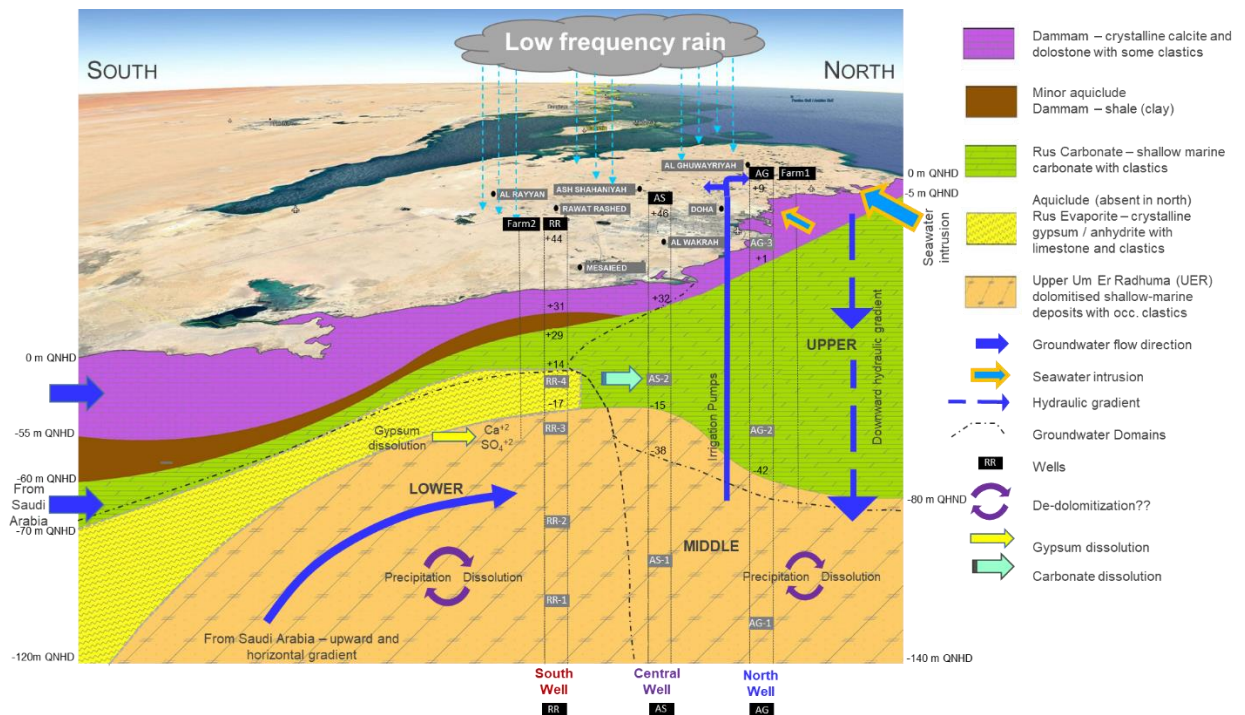 Low frequency rain
SOUTH
NORTH
AL GHUWAYRIYAH
AG
Farm1
+9
AL RAYYAN
ASH SHAHANIYAH
AS
RAWAT RASHED
DOHA
+46
Farm2
RR
+44
AL WAKRAH
AG-3
+1
MESAIEED
0 m QNHD
-5 m QHND
Seawater
intrusion
+31
+32
+29
+14
0 m QNHD
UPPER
RR-4
AS-2
-17
-15
Irrigation Pumps
Downward hydraulic gradient
Gypsum
dissolution
Ca+2
SO4+2
RR-3
AG-2
-38
-42
-55 m QNHD
-60 m QNHD
From
Saudi
Arabia
-70 m QNHD
LOWER
-80 m QHND
RR-2
MIDDLE
AS-1
Precipitation
Dissolution
Precipitation
Dissolution
RR-1
AG-1
From Saudi Arabia – upward and
horizontal gradient
-120m QNHD
-140 m QNHD
South
Well
RR
Central
Well
AS
North
Well
AG
Dammam – crystalline calcite and
dolostone with some clastics
Minor aquiclude
Dammam – shale (clay)
Rus Carbonate – shallow marine
carbonate with clastics
Aquiclude (absent in north)
Rus Evaporite – crystalline
gypsum / anhydrite with
limestone and clastics
Upper Um Er Radhuma (UER)
dolomitised shallow-marine
deposits with occ. clastics
Groundwater flow direction
Seawater intrusion
Hydraulic gradient
Groundwater Domains
RR
Wells
De-dolomitization??
Gypsum dissolution
Carbonate dissolution